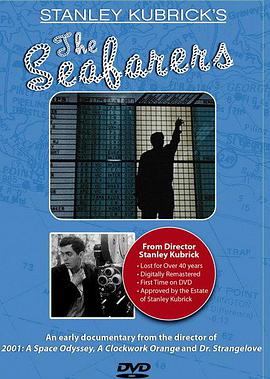 STANLEY KUBRICK'S
The
Seafarers
From Director
Stanley Kubrick
• Lost for Over 40 years
• Digitally Remastered
• First Time on DVD
• Approved by the Estate
of Stanley Kubrick
An early documentary from the director of
2001: A Space Odyssey, A Clockwork Orange and Dr. Strangelove
DVD